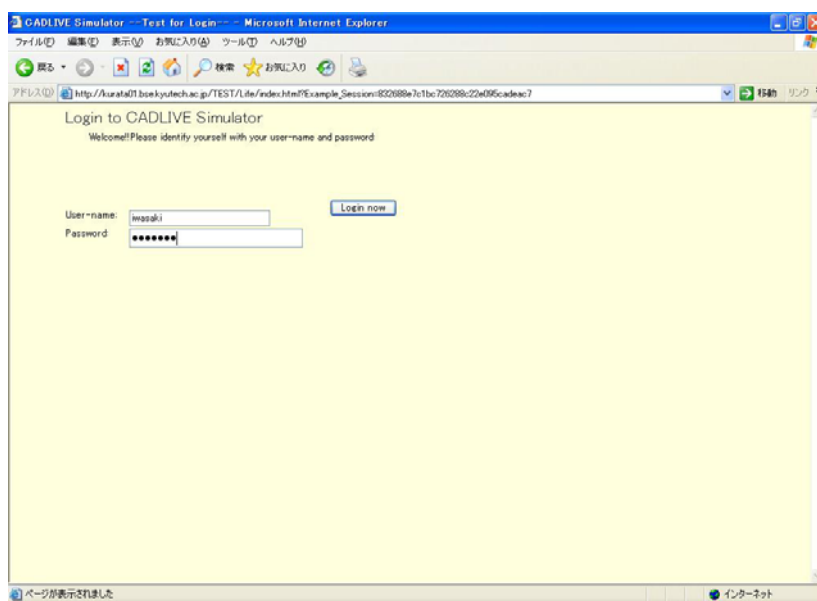 CADLIVE Simulator --Test for Login-- - Microsoft Internet Explorer
ファイル(F) 編集(E) 表示(V) お気に入り(A) ツール(T) ヘルプ(H)
戻る 検索 お気に入り
アドレス(D) http://kurata01.bse.kyutech.ac.jp/TEST/Life/index.html?Example_Session=832688e7c1bc726288c22e095cadeac7 移動 リンク
Login to CADLIVE Simulator
Welcome!!Please identify yourself with your user-name and password
Login now
User-name: iwasaki
Password ●●●●●●●
ページが表示されました インターネット